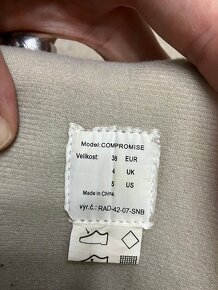 Model:COMPROMISE
Velikost: 38 EUR
4 UK
5 US
Made in China.
výr.č.: RAD-42-07-SNB